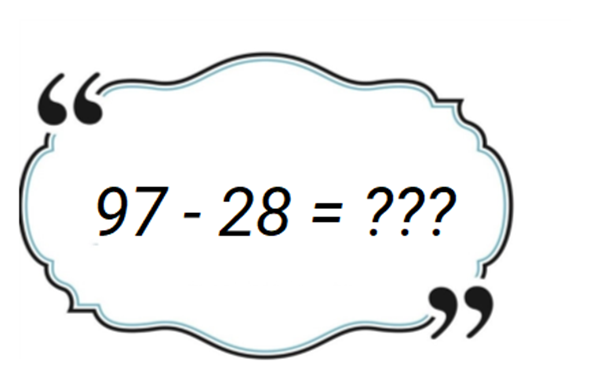 97 - 28 = ???